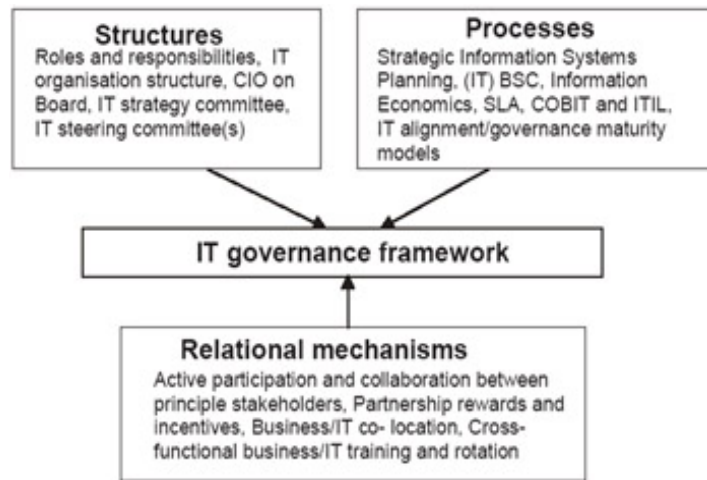 Structures
Roles and responsibilities, IT
organisation structure, CIO on
Board, IT strategy committee,
IT steering committee(s)
Processes
Strategic Information Systems
Planning, (IT) BSC, Information
Economics, SLA, COBIT and ITIL,
IT alignment/governance maturity
models
IT governance framework
Relational mechanisms
Active participation and collaboration between
principle stakeholders, Partnership rewards and
incentives, Business/IT co- location, Cross-
functional business/IT training and rotation